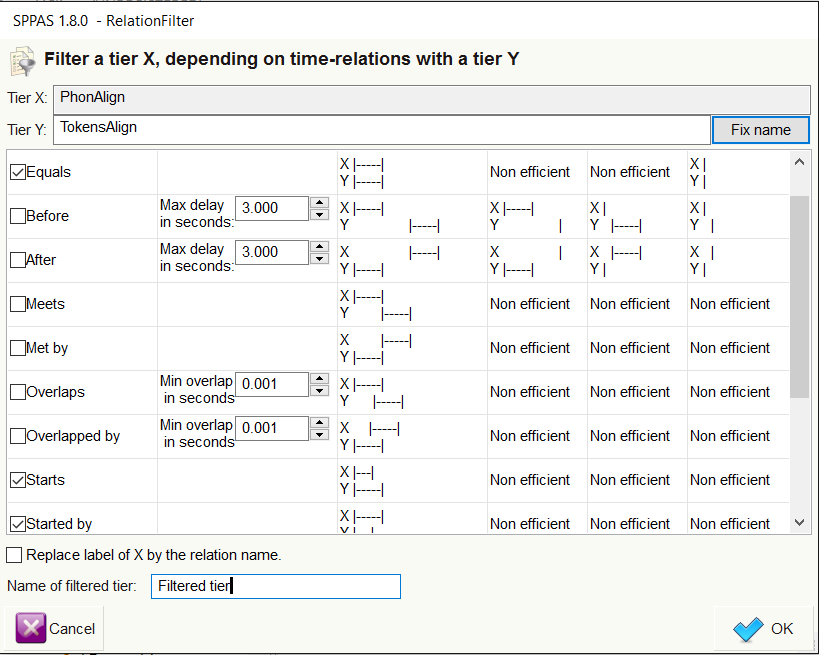 SPPAS 1.8.0 - RelationFilter
Filter a tier X, depending on time-relations with a tier Y
Tier X: PhonAlign
Tier Y: TokensAlign Fix name
Equals X |-----| Non efficient Non efficient X |
Y |-----| Y |
Before Max delay 3.000 X |-----| X |-----| X | X |
in seconds: Y |-----| Y | Y |-----| Y |
After Max delay 3.000 X |-----| X | X |-----| X |
in seconds: Y |-----| Y |-----| Y | Y |
Meets X |-----| Non efficient Non efficient Non efficient
Y |-----|
Met by X |-----| Non efficient Non efficient Non efficient
Y |-----|
Overlaps Min overlap 0.001 X |-----| Non efficient Non efficient Non efficient
in seconds Y |-----|
Overlapped by Min overlap 0.001 X |-----| Non efficient Non efficient Non efficient
in seconds Y |-----|
Starts X |---| Non efficient Non efficient Non efficient
Y |-----|
Started by X |-----| Non efficient Non efficient Non efficient
Replace label of X by the relation name.
Name of filtered tier: Filtered tier
Cancel OK